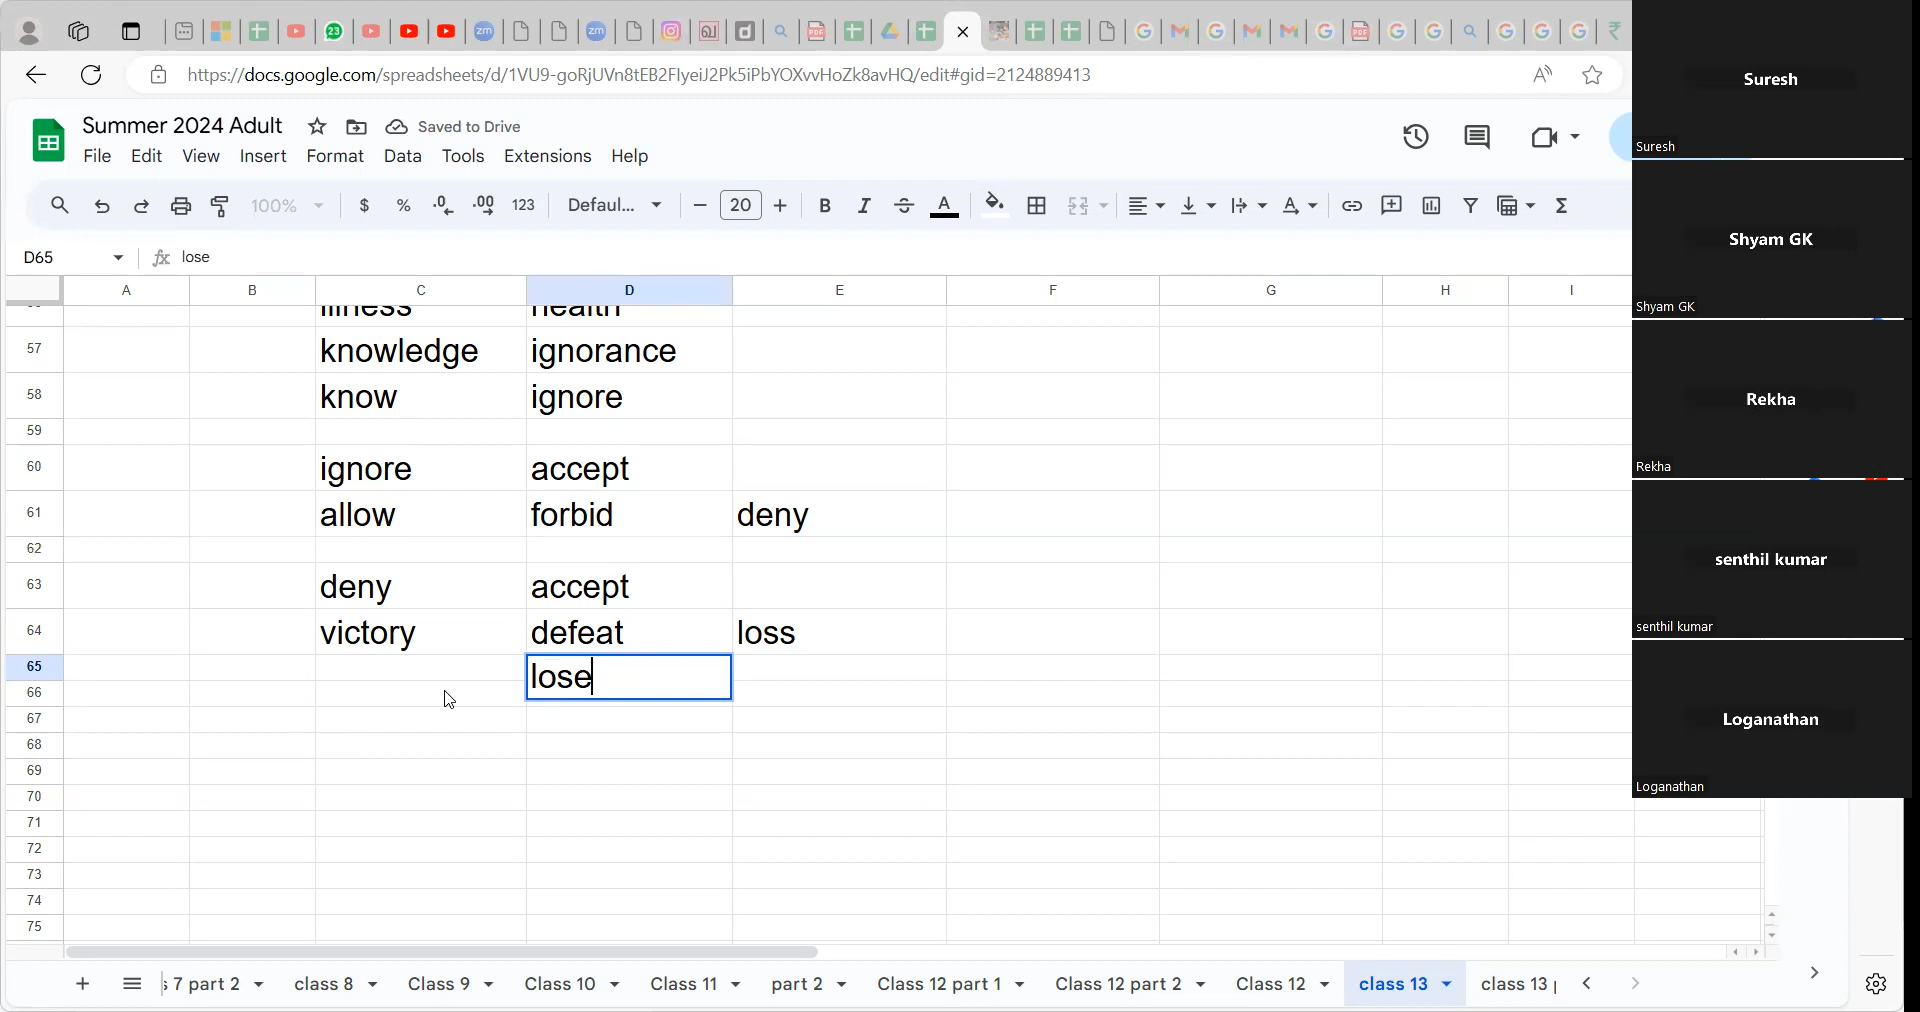 23
https://docs.google.com/spreadsheets/d/1VU9-goRjUVn8tEB2FIyeiJ2Pk5iPbYOXvvHoZk8avHQ/edit#gid=2124889413
Summer 2024 Adult
Saved to Drive
File Edit View Insert Format Data Tools Extensions Help
100% $ % .0 .00 123 Defaul... 20 B I A
D65 fx lose
A B C D E F G H I
illness health
57 knowledge ignorance
58 know ignore
59
60 ignore accept
61 allow forbid deny
62
63 deny accept
64 victory defeat loss
65 lose
66
67
68
69
70
71
72
73
74
75
7 part 2 class 8 Class 9 Class 10 Class 11 part 2 Class 12 part 1 Class 12 part 2 Class 12 class 13 class 13
Suresh
Suresh
Shyam GK
Shyam GK
Rekha
Rekha
senthil kumar
senthil kumar
Loganathan
Loganathan